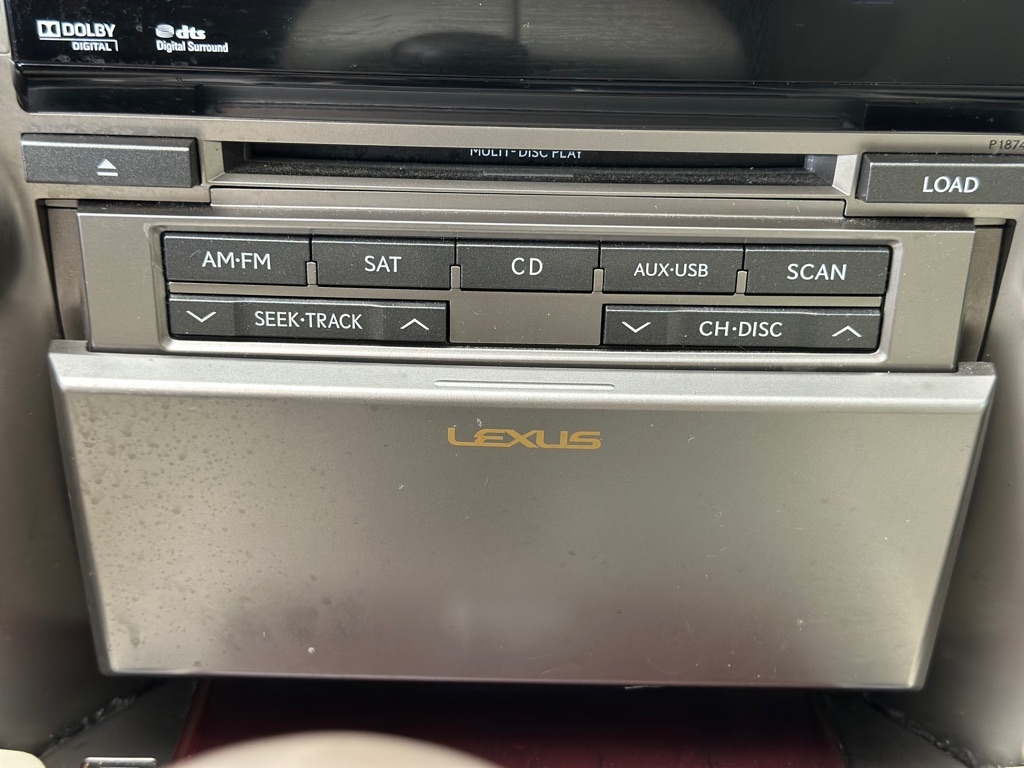 DOLBY
DIGITAL
dts
Digital Surround
P1874
MULTI-DISC PLAY
LOAD
AM·FM SAT CD AUX·USB SCAN
SEEK·TRACK CH·DISC
LEXUS